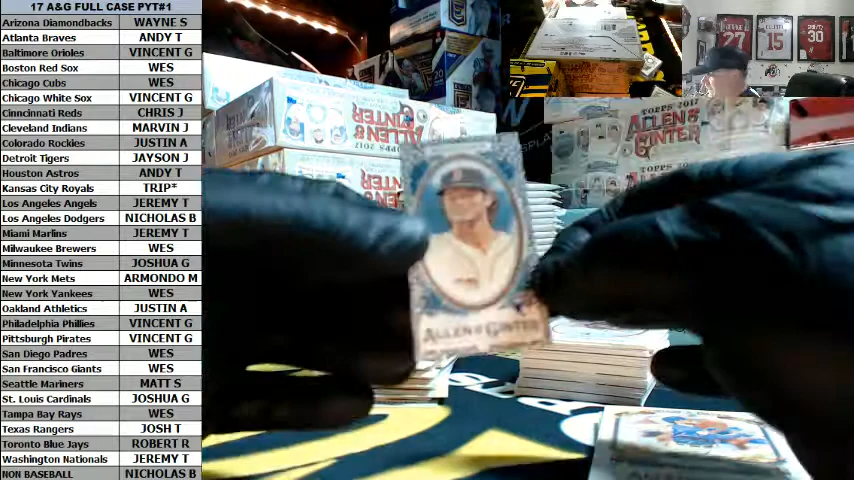 17 A&G FULL CASE PYT#1
Arizona Diamondbacks WAYNE S
Atlanta Braves ANDY T
Baltimore Orioles VINCENT G
Boston Red Sox WES
Chicago Cubs WES
Chicago White Sox VINCENT G
Cinncinnati Reds CHRIS J
Cleveland Indians MARVIN J
Colorado Rockies JUSTIN A
Detroit Tigers JAYSON J
Houston Astros ANDY T
Kansas City Royals TRIP*
Los Angeles Angels JEREMY T
Los Angeles Dodgers NICHOLAS B
Miami Marlins JEREMY T
Milwaukee Brewers WES
Minnesota Twins JOSHUA G
New York Mets ARMONDO M
New York Yankees WES
Oakland Athletics JUSTIN A
Philadelphia Phillies VINCENT G
Pittsburgh Pirates VINCENT G
San Diego Padres WES
San Francisco Giants WES
Seattle Mariners MATT S
St. Louis Cardinals JOSHUA G
Tampa Bay Rays WES
Texas Rangers JOSH T
Toronto Blue Jays ROBERT R
Washington Nationals JEREMY T
NON BASEBALL NICHOLAS B
ALLEN & GINTER
TOPPS 2017
ALLEN & GINTER
ALLEN & GINTER
27
15
30